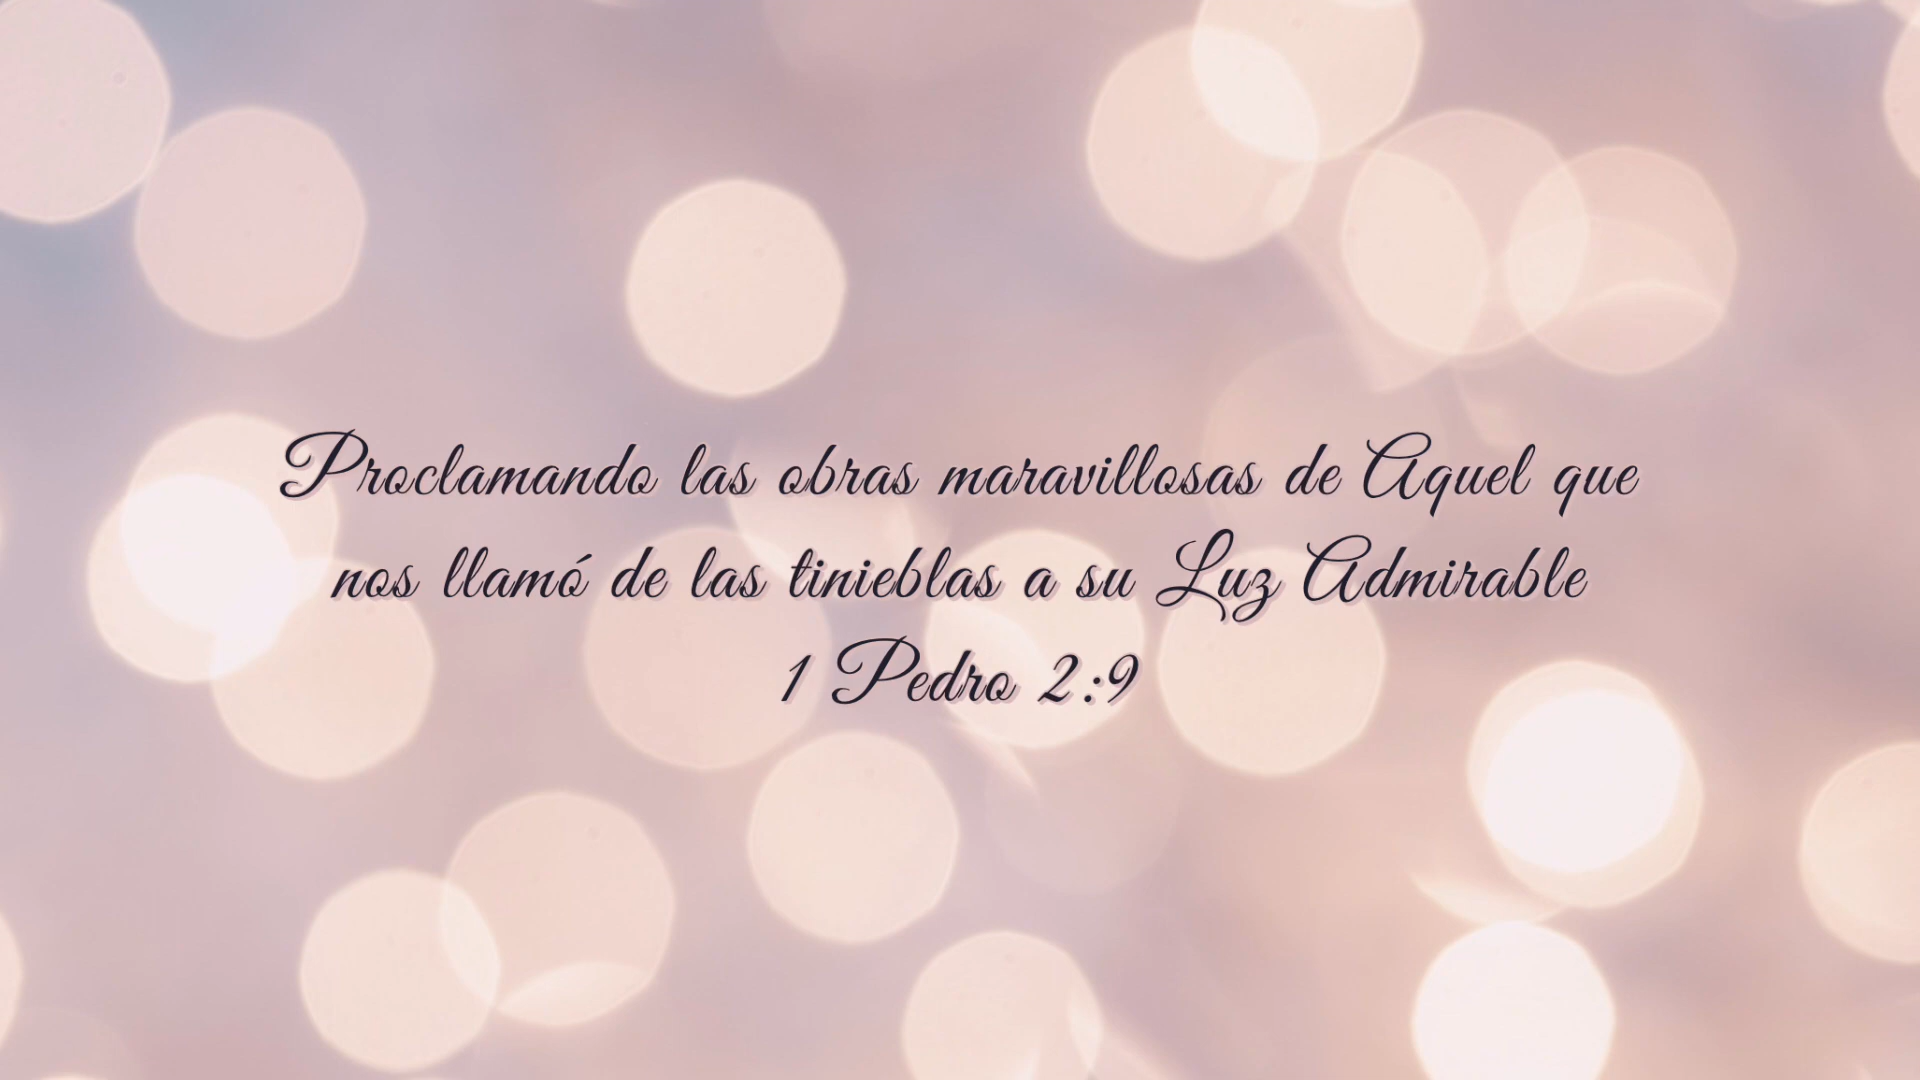 Proclamando las obras maravillosas de Aquel que
nos llamó de las tinieblas a su Luz Admirable
1 Pedro 2:9